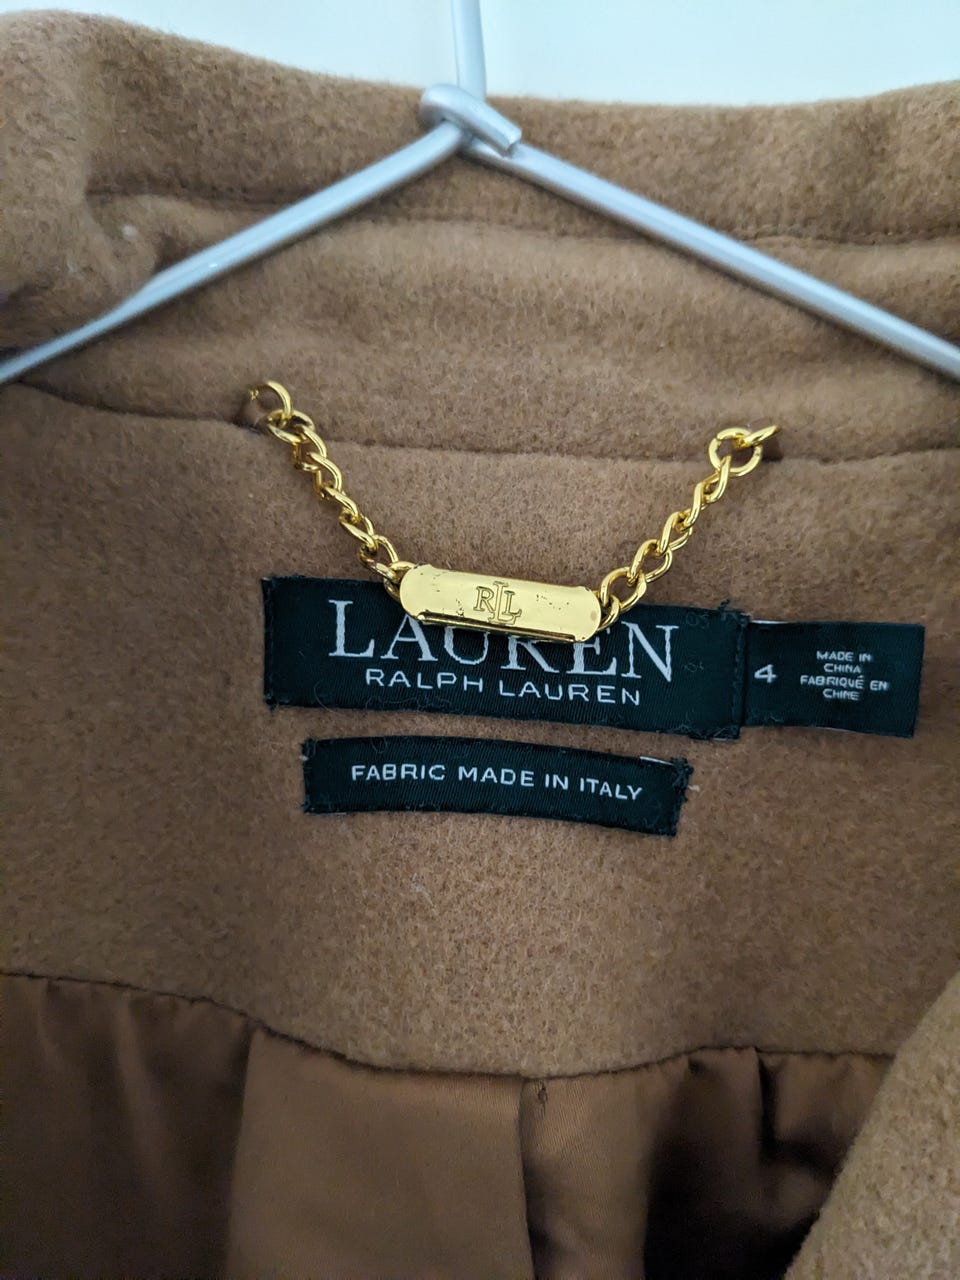 RLL
LAUREN
RALPH LAUREN
4
MADE IN
CHINA
FABRIQUÉ EN
CHINE
FABRIC MADE IN ITALY